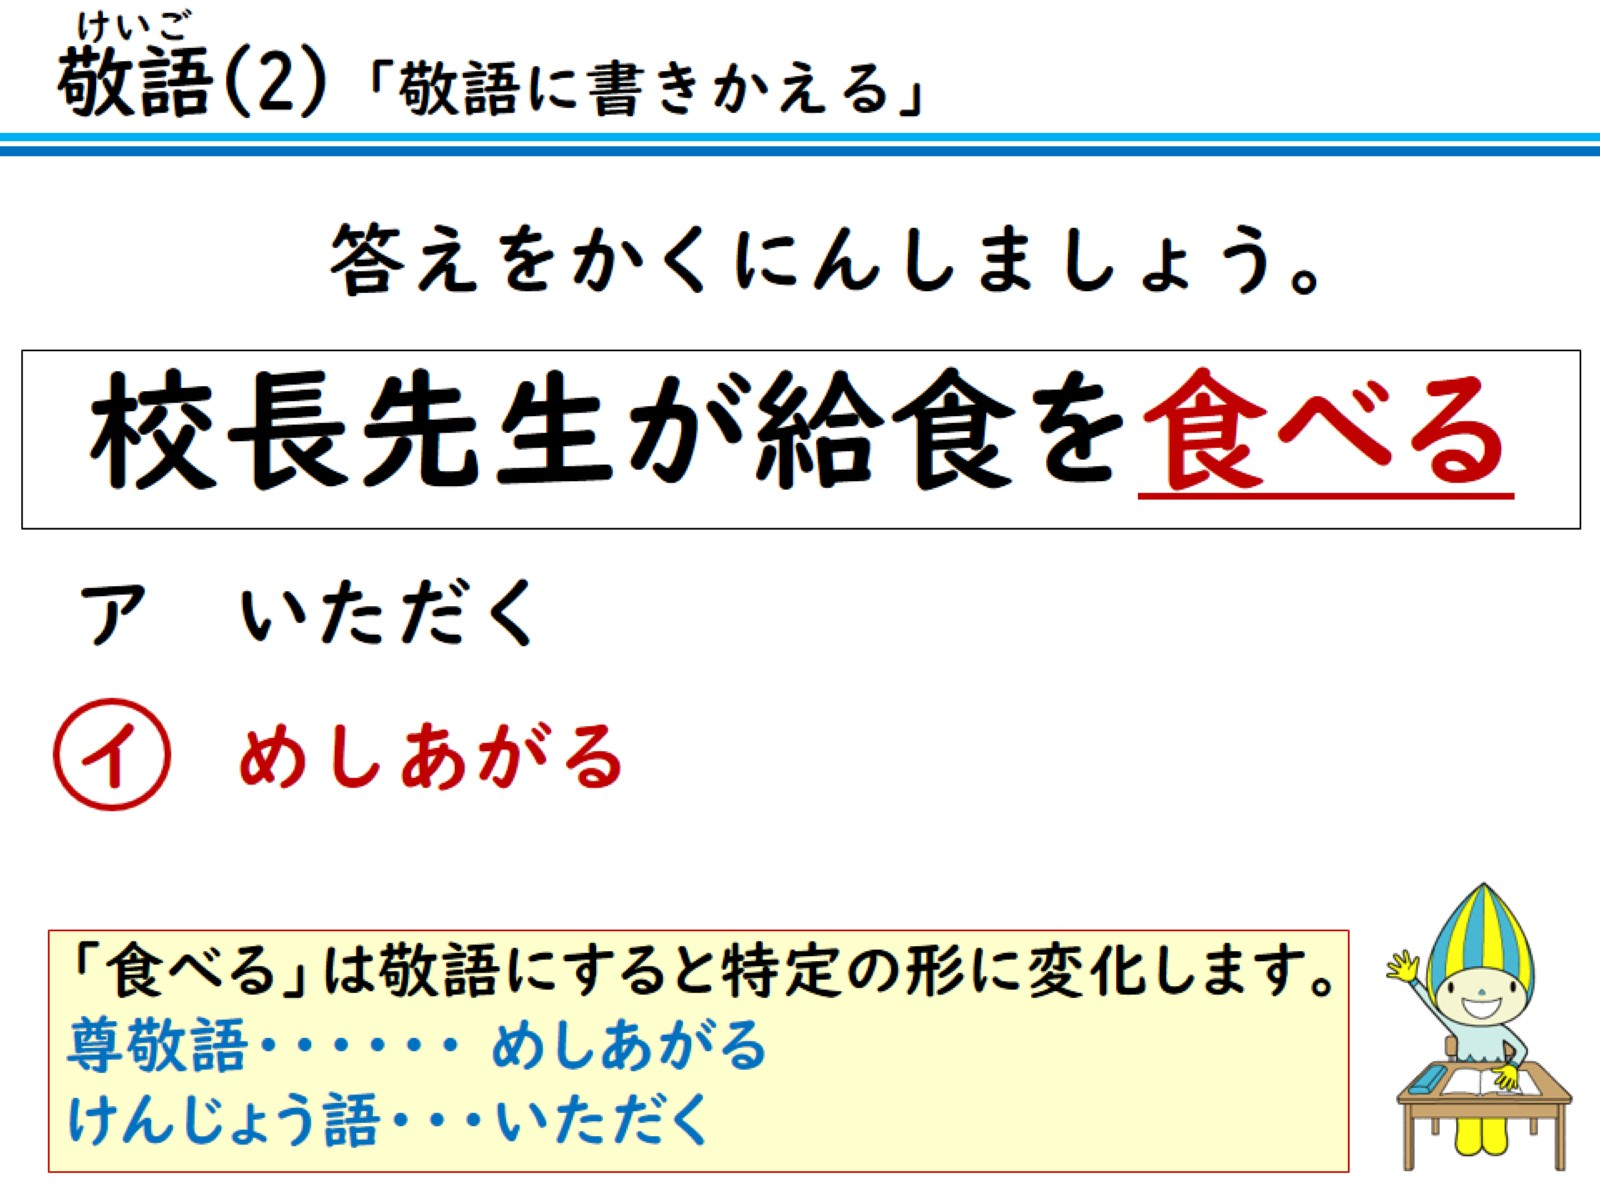 けいご
敬語(2)「敬語に書きかえる」
答えをかくにんしましょう。
校長先生が給食を食べる
ア　いただく
イ　めしあがる
「食べる」は敬語にすると特定の形に変化します。
尊敬語・・・・・・ めしあがる
けんじょう語・・・いただく